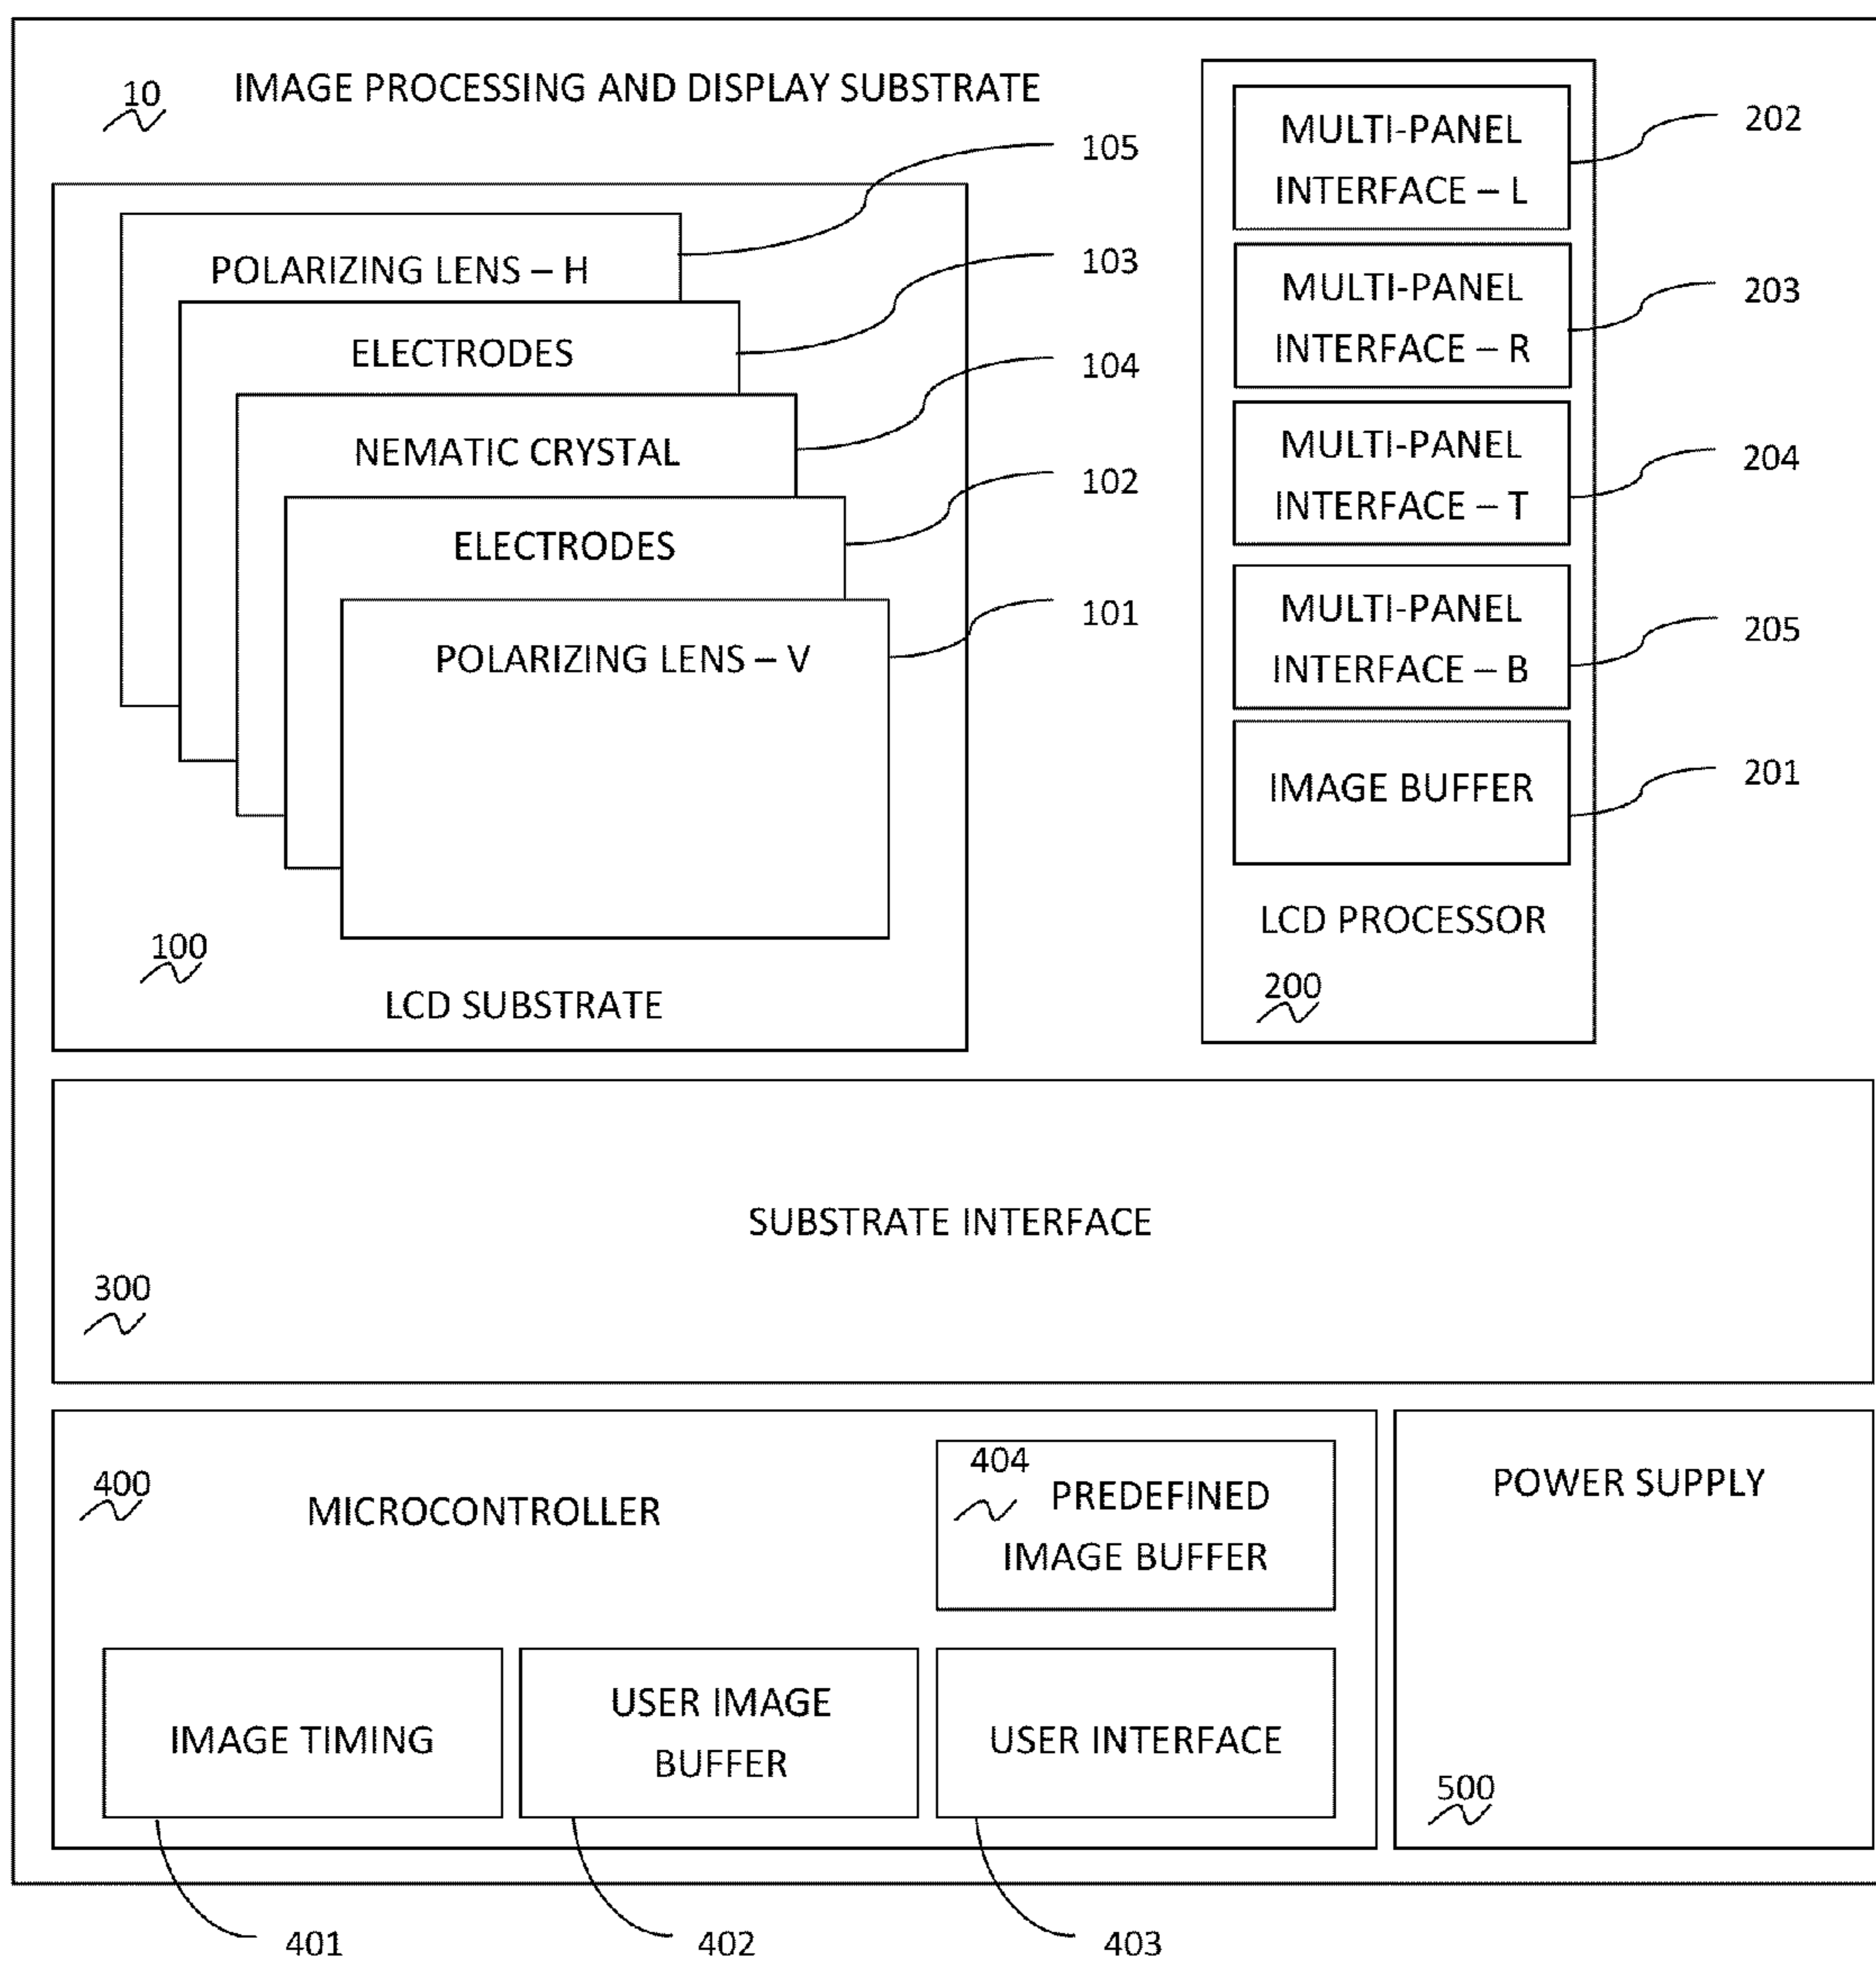 10
IMAGE PROCESSING AND DISPLAY SUBSTRATE
105
POLARIZING LENS – H
103
ELECTRODES
104
NEMATIC CRYSTAL
102
ELECTRODES
101
POLARIZING LENS – V
100
LCD SUBSTRATE
MULTI-PANEL
INTERFACE – L
202
MULTI-PANEL
INTERFACE – R
203
MULTI-PANEL
INTERFACE – T
204
MULTI-PANEL
INTERFACE – B
205
IMAGE BUFFER
201
LCD PROCESSOR
200
SUBSTRATE INTERFACE
300
400
MICROCONTROLLER
404
PREDEFINED
IMAGE BUFFER
IMAGE TIMING
USER IMAGE
BUFFER
USER INTERFACE
POWER SUPPLY
500
401
402
403